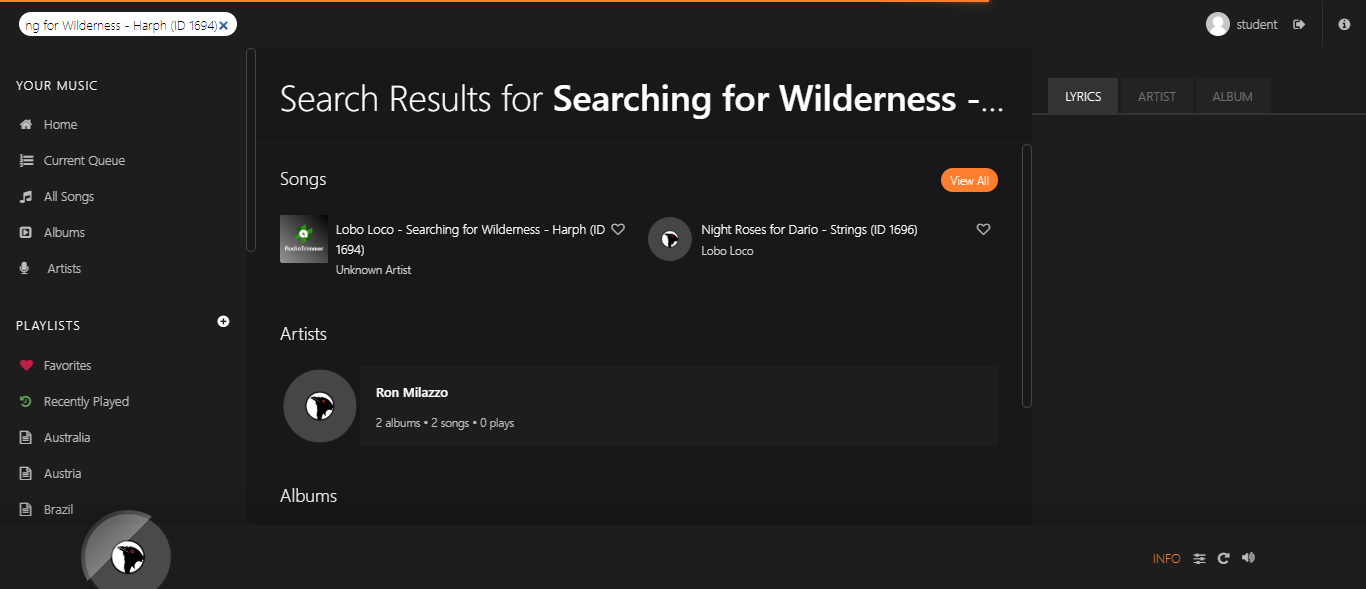 ng for Wilderness - Harph (ID 1694)
student
YOUR MUSIC
Home
Current Queue
All Songs
Albums
Artists
PLAYLISTS
Favorites
Recently Played
Australia
Austria
Brazil
Search Results for Searching for Wilderness -...
Songs
View All
AudioTrimmer
Lobo Loco - Searching for Wilderness - Harph (ID
1694)
Unknown Artist
Night Roses for Dario - Strings (ID 1696)
Lobo Loco
Artists
Ron Milazzo
2 albums • 2 songs • 0 plays
Albums
LYRICS
ARTIST
ALBUM
INFO